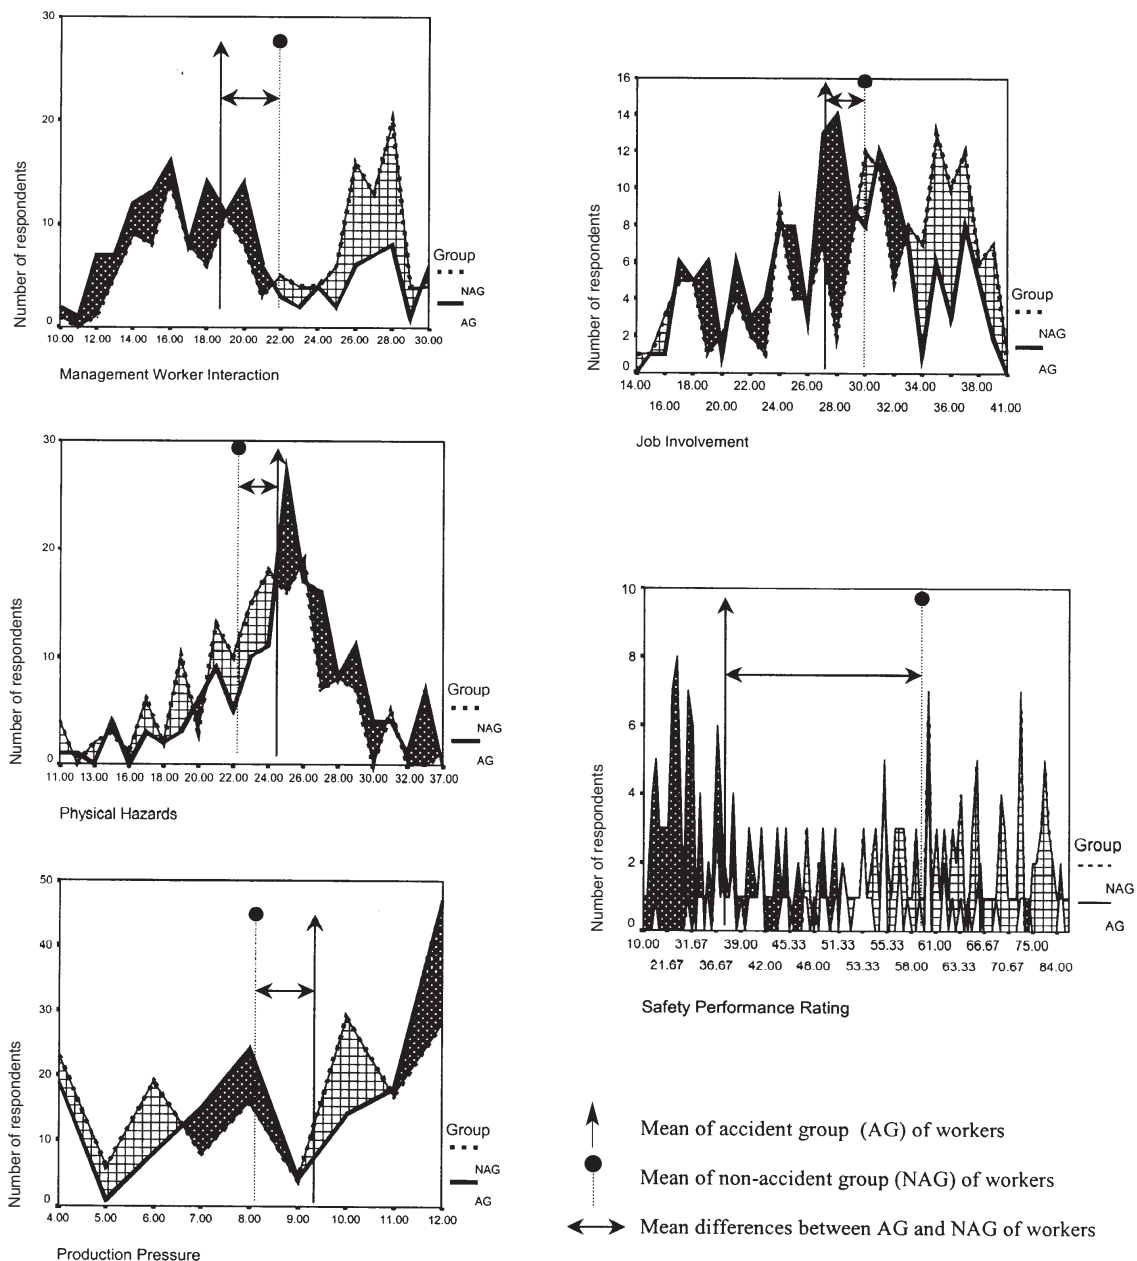 30
20
10
0
10.00 12.00 14.00 16.00 18.00 20.00 22.00 24.00 26.00 28.00 30.00
Number of respondents
Management Worker Interaction
Group
NAG
AG
16
14
12
10
8
6
4
2
0
14.00 18.00 22.00 26.00 30.00 34.00 38.00
16.00 20.00 24.00 28.00 32.00 36.00 41.00
Number of respondents
Job Involvement
Group
NAG
AG
30
20
10
0
11.00 13.00 16.00 18.00 20.00 22.00 24.00 26.00 28.00 30.00 32.00 37.00
Number of respondents
Physical Hazards
Group
NAG
AG
10
8
6
4
2
0
10.00 31.67 39.00 45.33 51.33 55.33 61.00 66.67 75.00
21.67 36.67 42.00 48.00 53.33 58.00 63.33 70.67 84.00
Number of respondents
Safety Performance Rating
Group
NAG
AG
50
40
30
20
10
0
4.00 5.00 6.00 7.00 8.00 9.00 10.00 11.00 12.00
Number of respondents
Production Pressure
Group
NAG
AG
Mean of accident group (AG) of workers
Mean of non-accident group (NAG) of workers
Mean differences between AG and NAG of workers